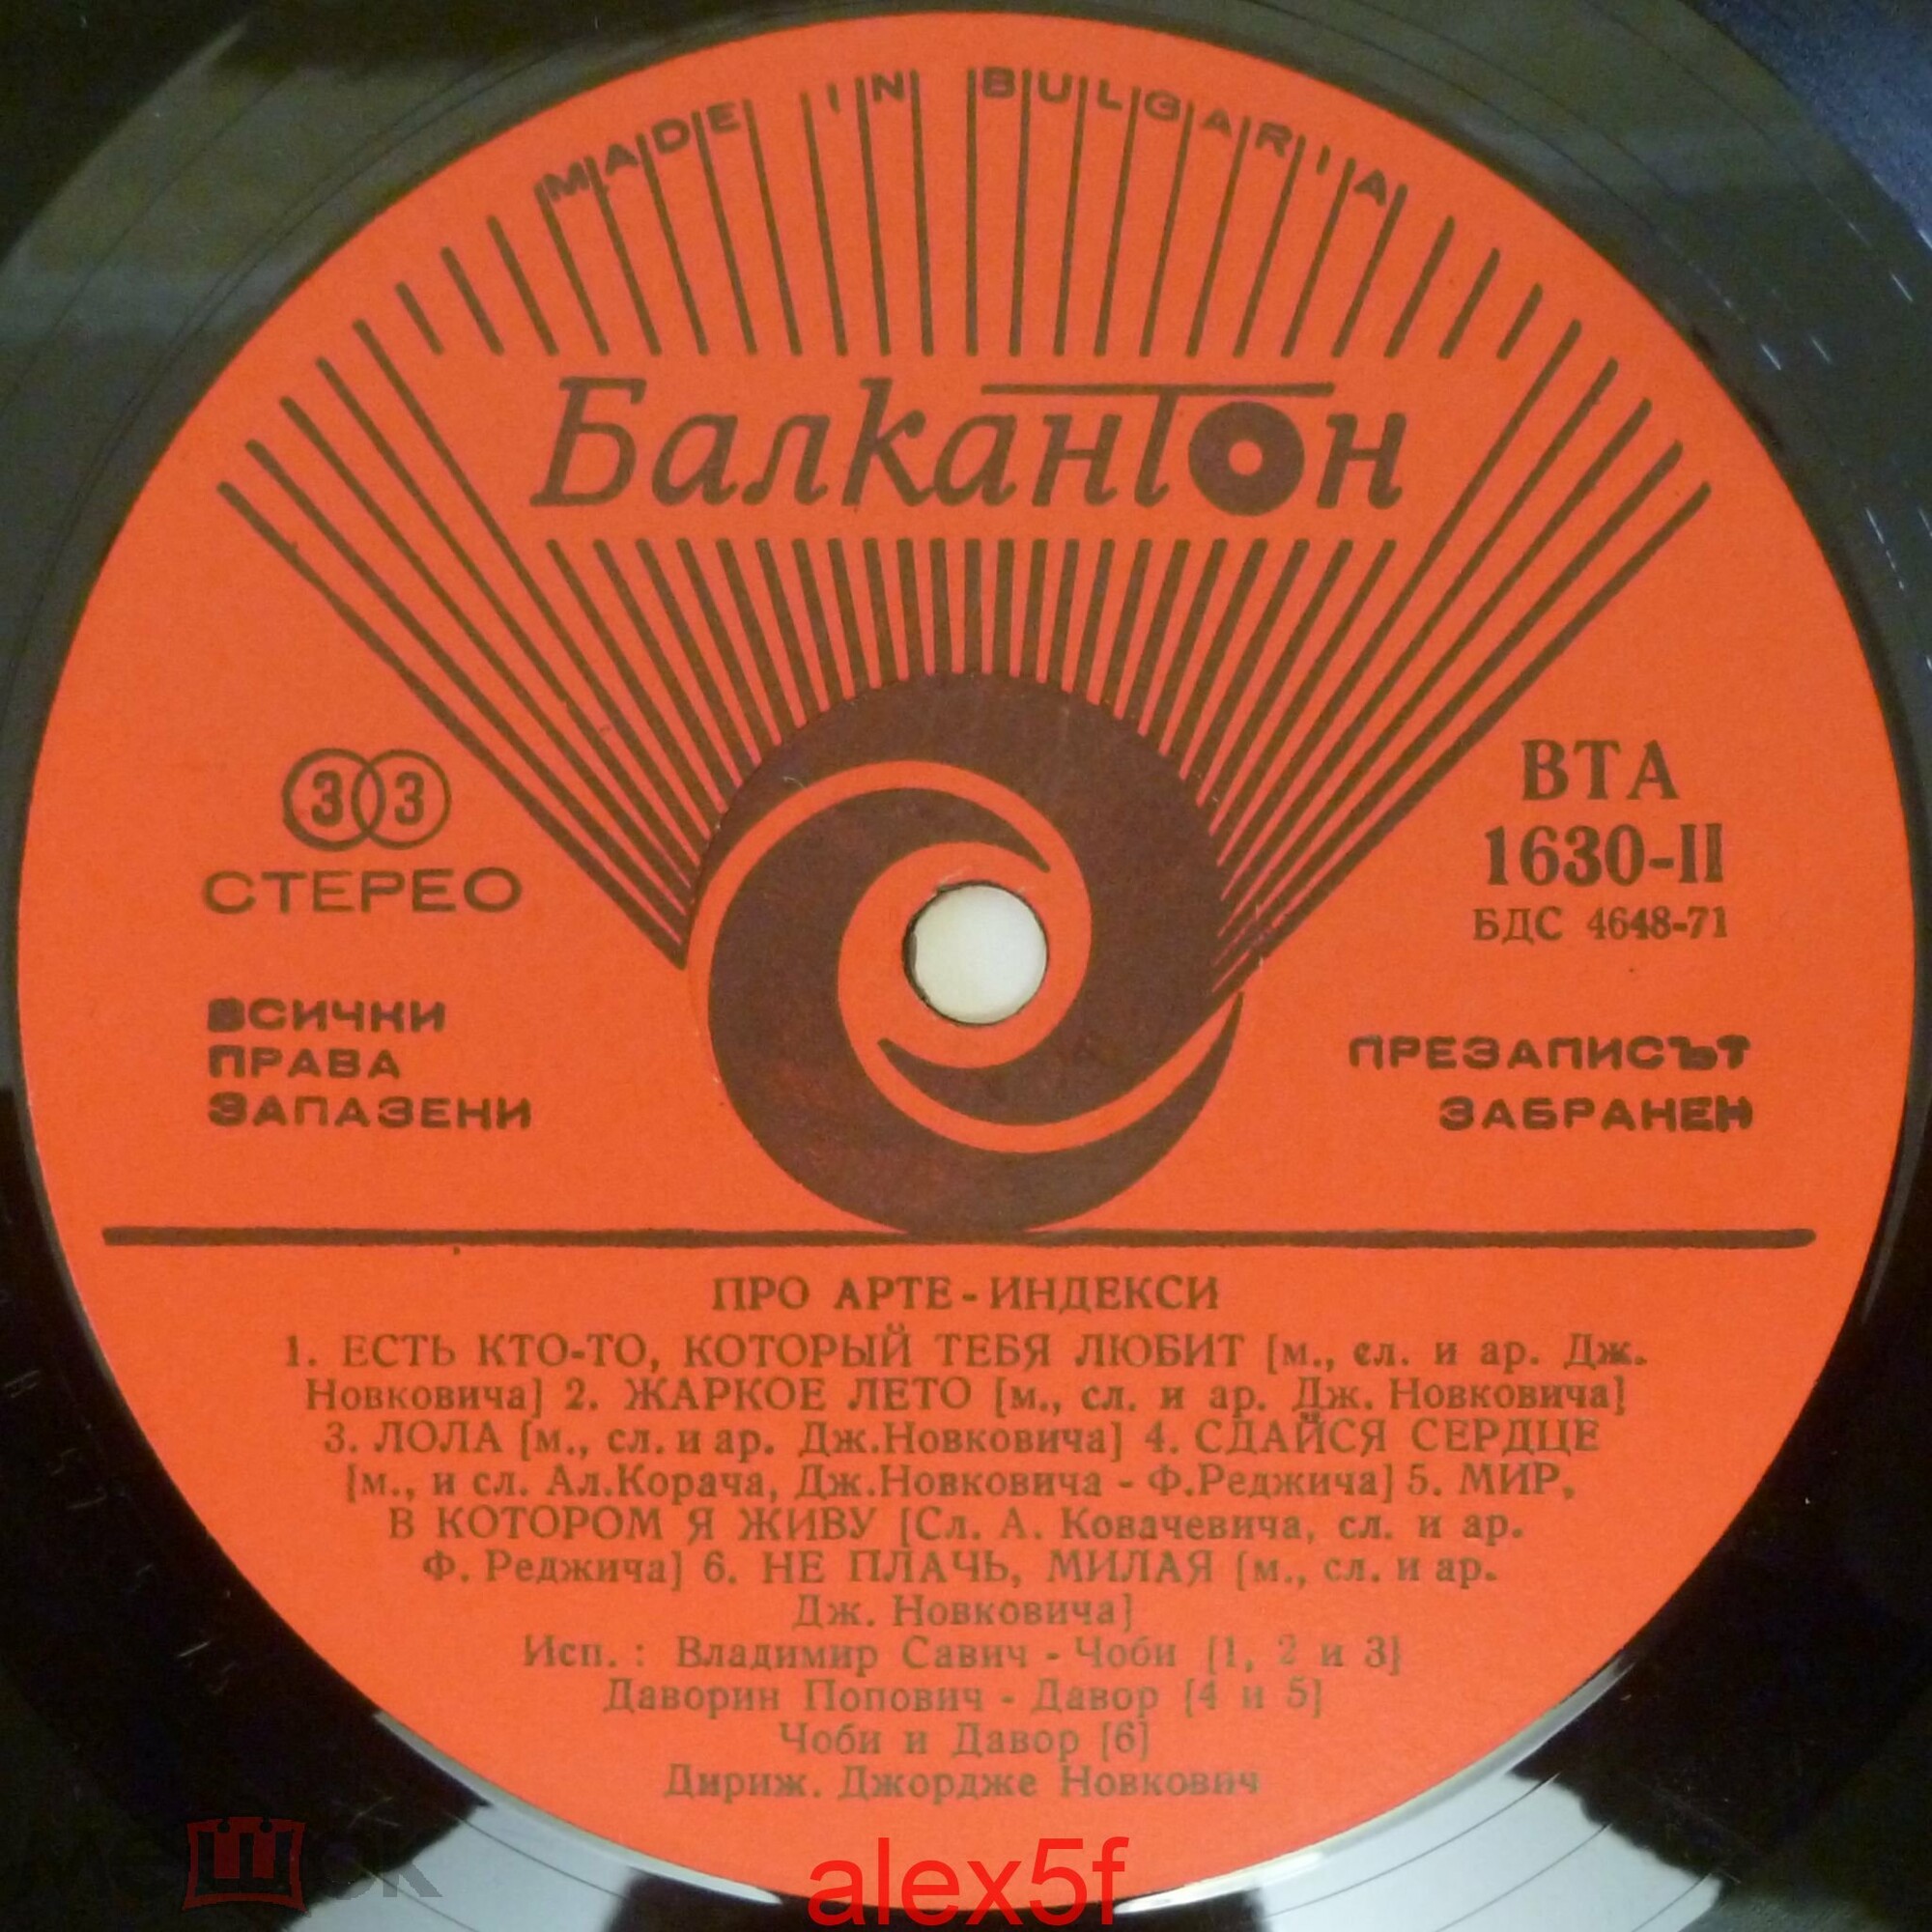 MADE IN BULGARIA
Балкантон
33
СТЕРЕО
ВТА
1630-II
БДС 4648-71
ВСИЧКИ
ПРАВА
ЗАПАЗЕНИ
ПРЕЗАПИСЪТ
ЗАБРАНЕН
ПРО АРТЕ - ИНДЕКСИ
1. ЕСТЬ КТО-ТО, КОТОРЫЙ ТЕБЯ ЛЮБИТ [м., сл. и ар. Дж.
Новковича] 2. ЖАРКОЕ ЛЕТО [м., сл. и ар. Дж. Новковича]
3. ЛОЛА [м., сл. и ар. Дж.Новковича] 4. СДАЙСЯ СЕРДЦЕ
[м., и сл. Ал.Корача, Дж.Новковича - Ф.Реджича] 5. МИР,
В КОТОРОМ Я ЖИВУ [Сл. А. Ковачевича, сл. и ар.
Ф. Реджича] 6. НЕ ПЛАЧЬ, МИЛАЯ [м., сл. и ар.
Дж. Новковича]
Исп. : Владимир Савич - Чоби [1, 2 и 3]
Даворин Попович - Давор [4 и 5]
Чоби и Давор [6]
Дириж. Джордже Новкович
мешок
alex5f